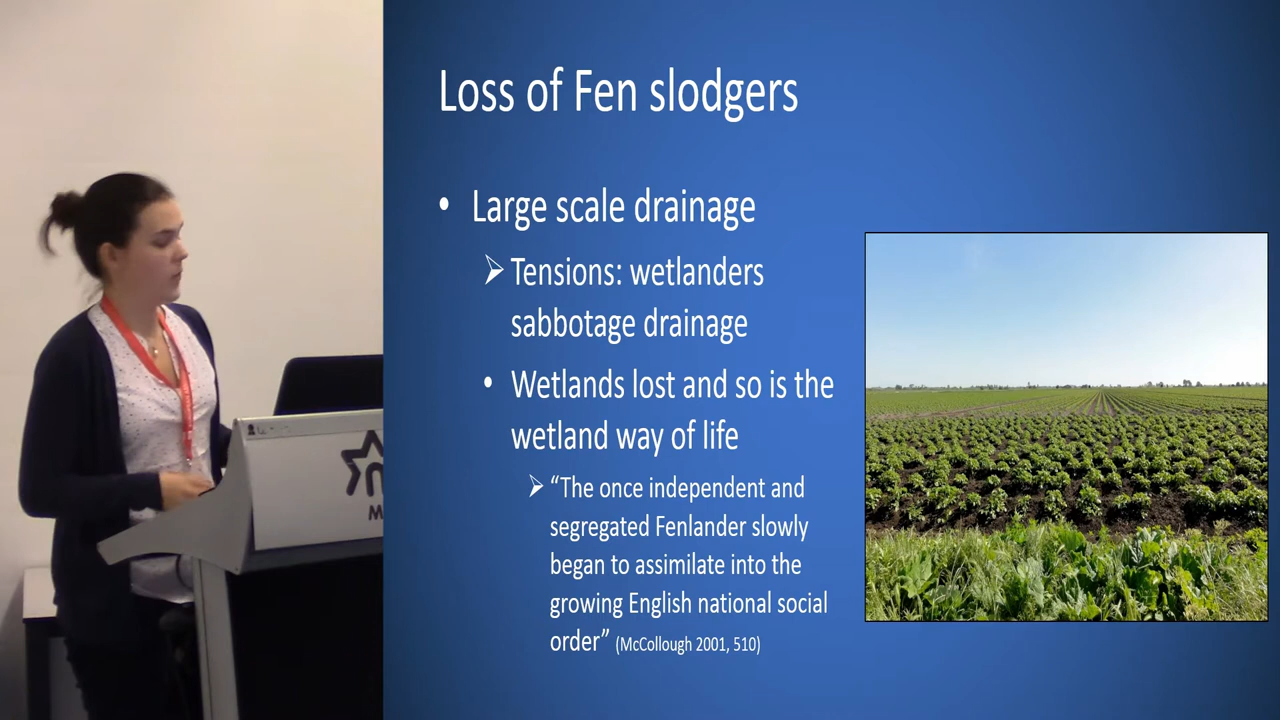 Loss of Fen slodgers
• Large scale drainage
➢ Tensions: wetlanders
sabbotage drainage
• Wetlands lost and so is the
wetland way of life
➢ “The once independent and
segregated Fenlander slowly
began to assimilate into the
growing English national social
order” (McCollough 2001, 510)